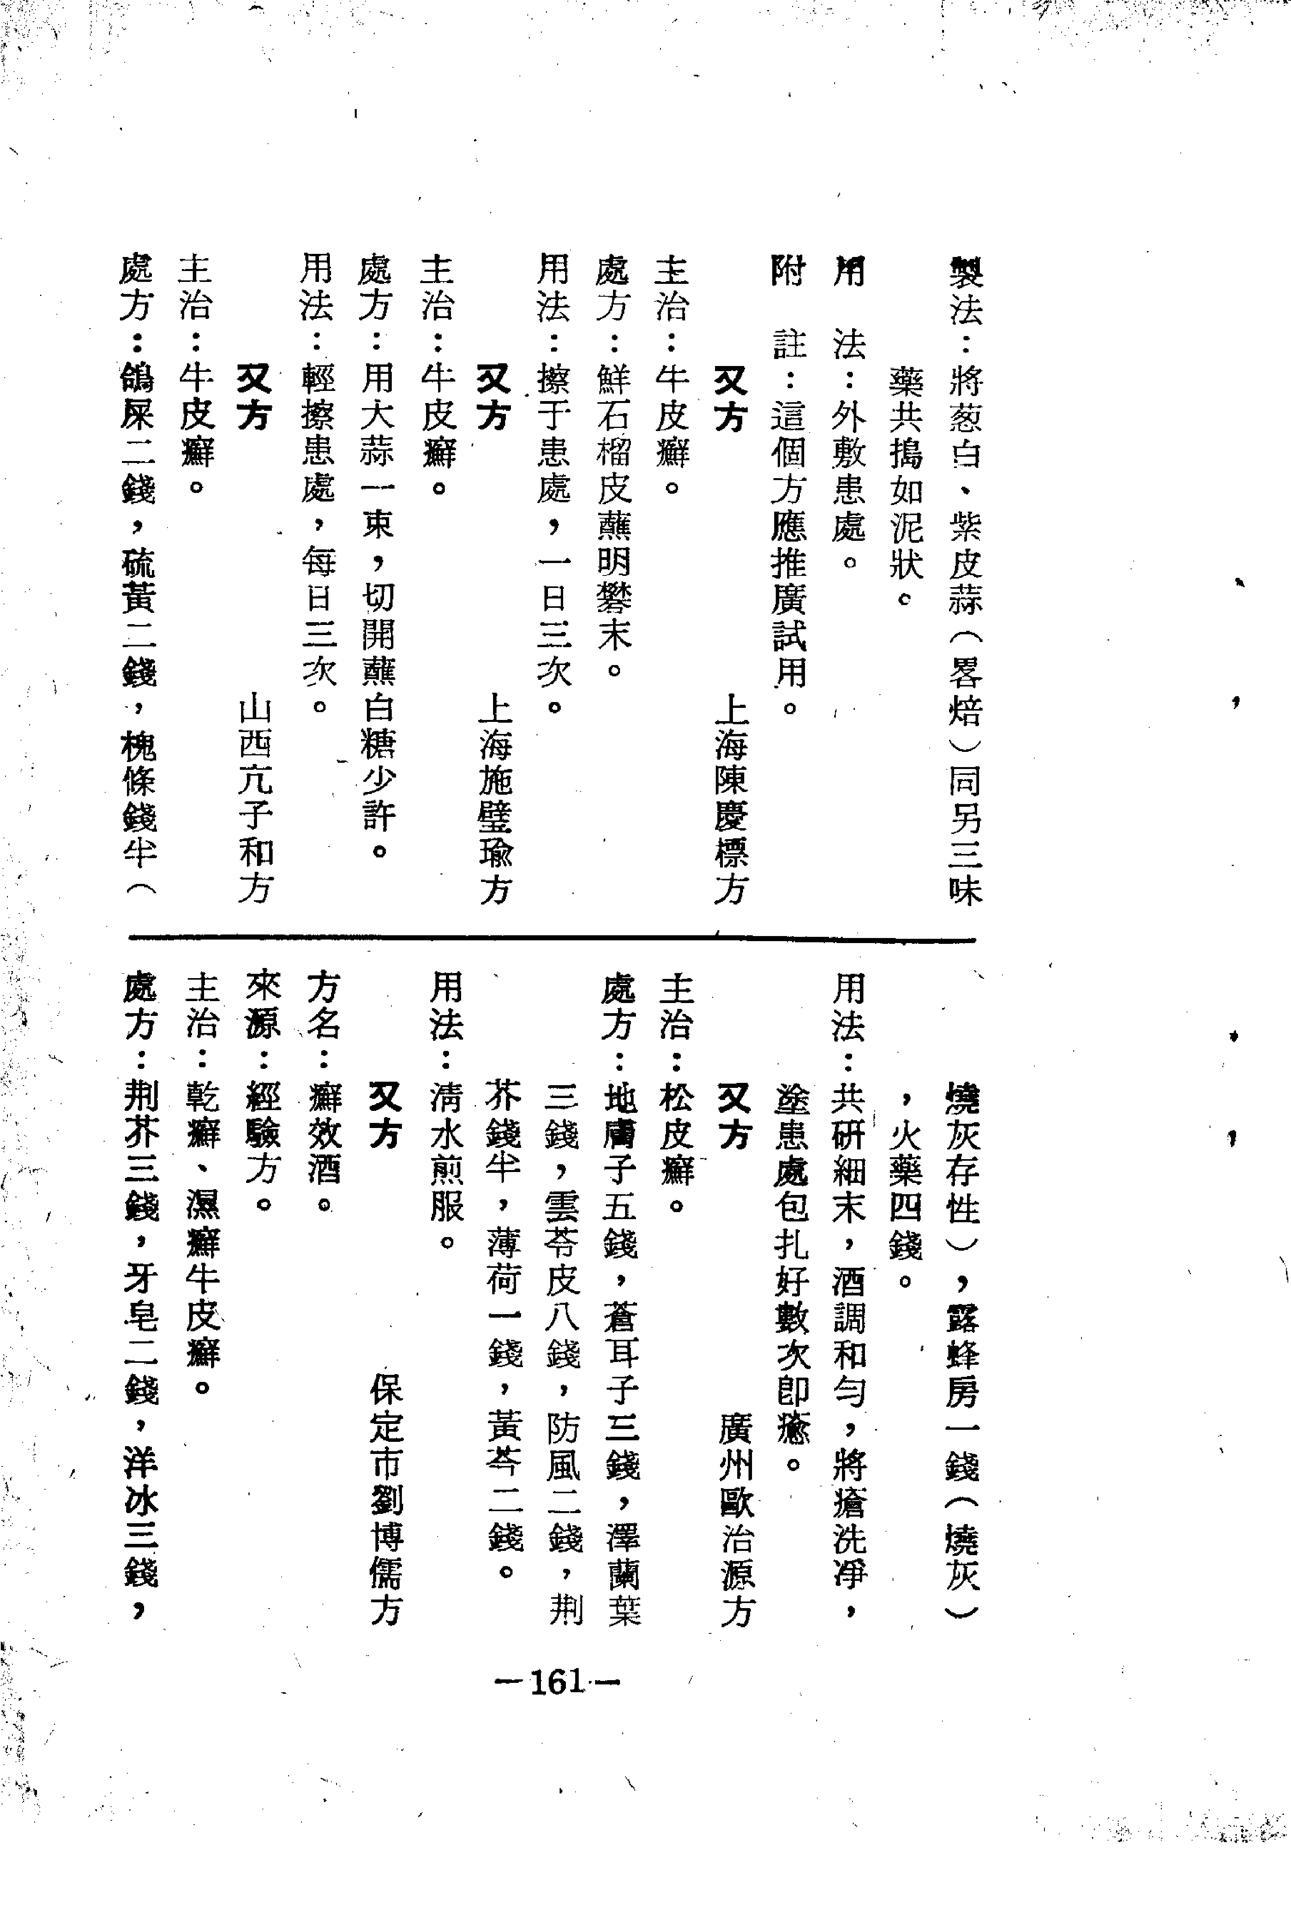 製法：將葱白、紫皮蒜（畧焙）同另三味
藥共搗如泥狀。
用　法：外敷患處。
附　註：這個方應推廣試用。
又方　上海陳慶標方
主治：牛皮癬。
處方：鮮石榴皮蘸明礬末。
用法：擦于患處，一日三次。
又方　上海施璧瑜方
主治：牛皮癬。
處方：用大蒜一束，切開蘸白糖少許。
用法：輕擦患處，每日三次。
又方　山西亢子和方
主治：牛皮癬。
處方：鴿屎二錢，硫黃二錢，槐條錢半（
燒灰存性），露蜂房一錢（燒灰）
，火藥四錢。
用法：共研細末，酒調和勻，將瘡洗淨，
塗患處包扎好數次卽癒。
又方　廣州歐治源方
主治：松皮癬。
處方：地膚子五錢，蒼耳子三錢，澤蘭葉
三錢，雲苓皮八錢，防風二錢，荆
芥錢半，薄荷一錢，黃芩二錢。
用法：淸水煎服。
又方　保定市劉博儒方
方名：癬效酒。
來源：經驗方。
主治：乾癬、濕癬牛皮癬。
處方：荆芥三錢，牙皂二錢，洋冰三錢，
—161—